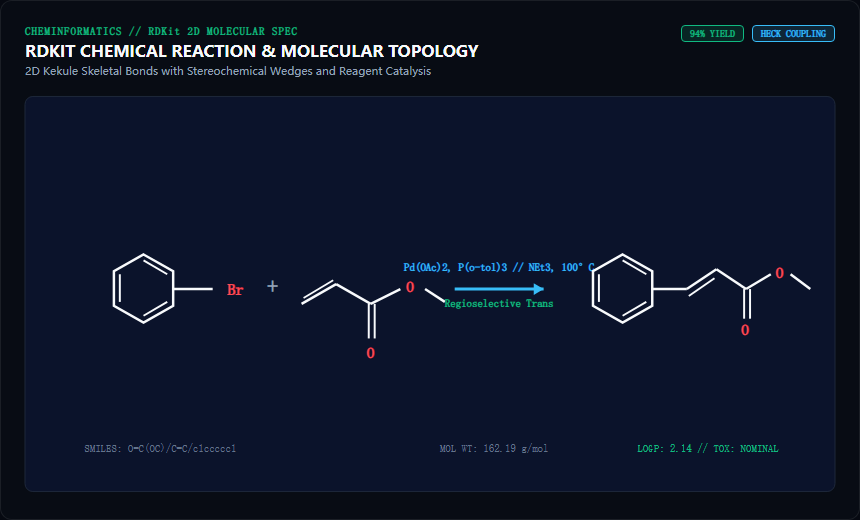 CHEMINFORMATICS // RDKit 2D MOLECULAR SPEC
RDKIT CHEMICAL REACTION & MOLECULAR TOPOLOGY
2D Kekule Skeletal Bonds with Stereochemical Wedges and Reagent Catalysis
94% YIELD
HECK COUPLING
Br
+
O
O
Pd(OAc)2, P(o-tol)3 // NEt3, 100° C
Regioselective Trans
O
O
SMILES: O=C(OC)/C=C/c1ccccc1
MOL WT: 162.19 g/mol
LOGP: 2.14 // TOX: NOMINAL